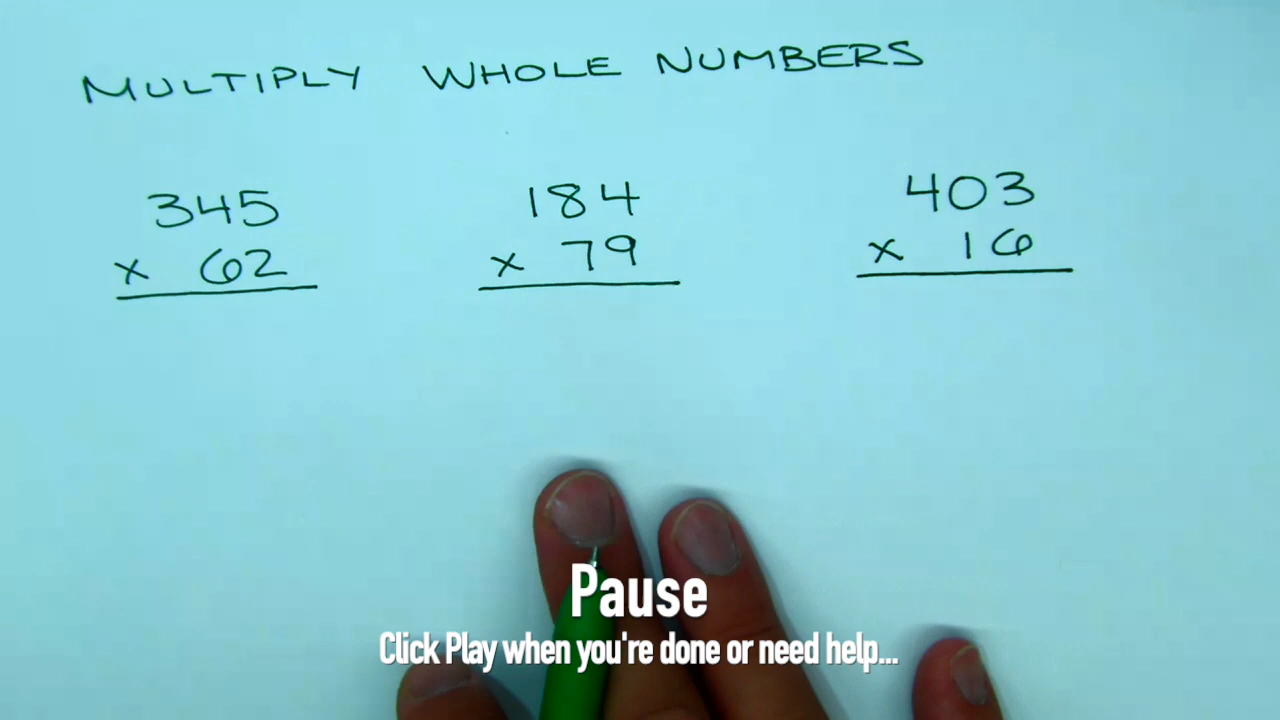 MULTIPLY WHOLE NUMBERS
345
x 62
184
x 79
403
x 16
Pause
Click Play when you're done or need help...